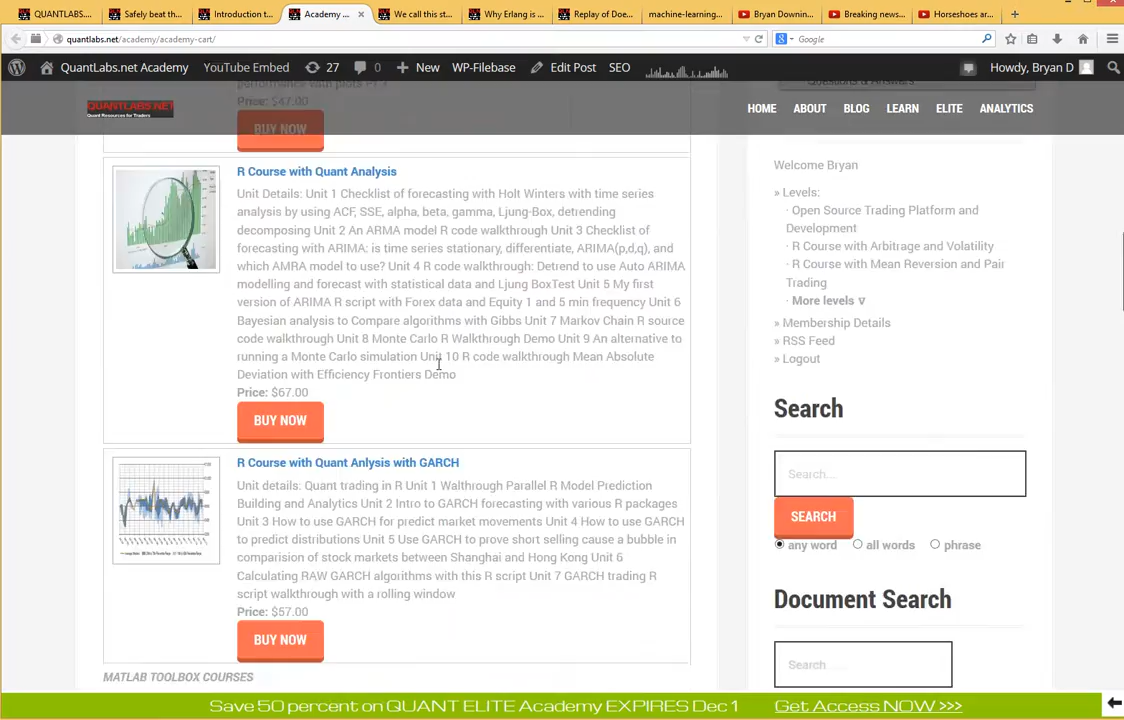 QUANTLABS....
Safely beat th...
Introduction t...
Academy ...
We call this st...
Why Erlang is ...
Replay of Doe...
machine-learning...
Bryan Downin...
Breaking news...
Horseshoes ar...
quantlabs.net/academy/academy-cart/
Google
QuantLabs.net Academy
YouTube Embed
27
0
New
WP-Filebase
Edit Post
SEO
Howdy, Bryan D
QUANTLABS.NET
Quant Resources for Traders
HOME
ABOUT
BLOG
LEARN
ELITE
ANALYTICS
performance with plots PT.X
Price: $47.00
BUY NOW
R Course with Quant Analysis
Unit Details: Unit 1 Checklist of forecasting with Holt Winters with time series
analysis by using ACF, SSE, alpha, beta, gamma, Ljung-Box, detrending
decomposing Unit 2 An ARMA model R code walkthrough Unit 3 Checklist of
forecasting with ARIMA: is time series stationary, differentiate, ARIMA(p,d,q), and
which AMRA model to use? Unit 4 R code walkthrough: Detrend to use Auto ARIMA
modelling and forecast with statistical data and Ljung BoxTest Unit 5 My first
version of ARIMA R script with Forex data and Equity 1 and 5 min frequency Unit 6
Bayesian analysis to Compare algorithms with Gibbs Unit 7 Markov Chain R source
code walkthrough Unit 8 Monte Carlo R Walkthrough Demo Unit 9 An alternative to
running a Monte Carlo simulation Unit 10 R code walkthrough Mean Absolute
Deviation with Efficiency Frontiers Demo
Price: $67.00
BUY NOW
R Course with Quant Anlysis with GARCH
Unit details: Quant trading in R Unit 1 Walthrough Parallel R Model Prediction
Building and Analytics Unit 2 Intro to GARCH forecasting with various R packages
Unit 3 How to use GARCH for predict market movements Unit 4 How to use GARCH
to predict distributions Unit 5 Use GARCH to prove short selling cause a bubble in
comparision of stock markets between Shanghai and Hong Kong Unit 6
Calculating RAW GARCH algorithms with this R script Unit 7 GARCH trading R
script walkthrough with a rolling window
Price: $57.00
BUY NOW
MATLAB TOOLBOX COURSES
Questions & Answers
Welcome Bryan
» Levels:
· Open Source Trading Platform and
Development
· R Course with Arbitrage and Volatility
· R Course with Mean Reversion and Pair
Trading
· More levels ∇
» Membership Details
» RSS Feed
» Logout
Search
Search...
SEARCH
any word
all words
phrase
Document Search
Search
Save 50 percent on QUANT ELITE Academy EXPIRES Dec 1
Get Access NOW >>>